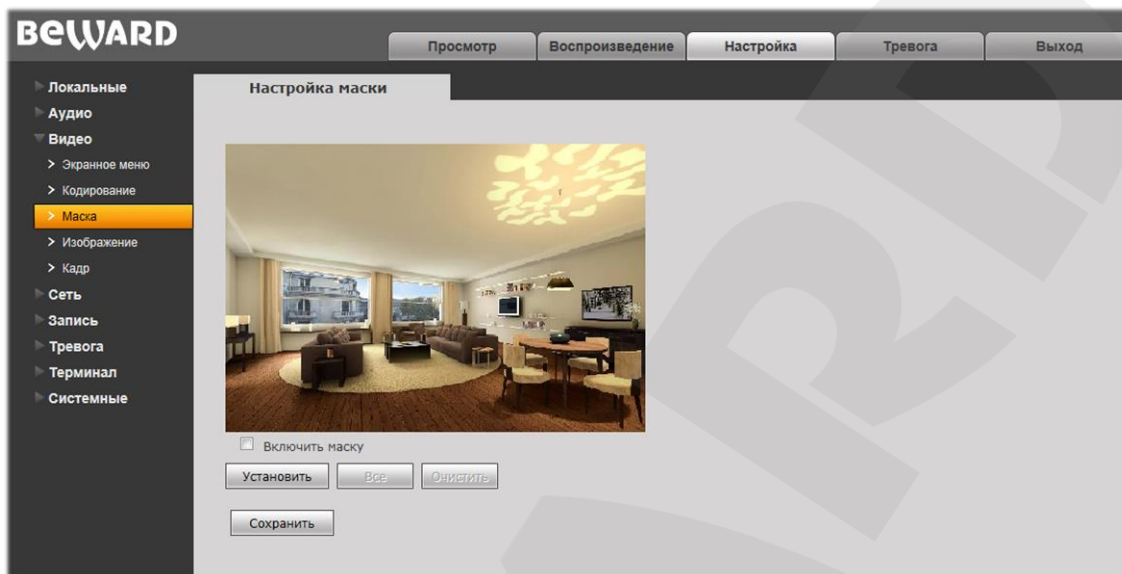 BEWARD
Просмотр
Воспроизведение
Настройка
Тревога
Выход
Локальные
Аудио
Видео
> Экранное меню
> Кодирование
> Маска
> Изображение
> Кадр
Сеть
Запись
Тревога
Терминал
Системные
Настройка маски
Включить маску
Установить
Все
Очистить
Сохранить